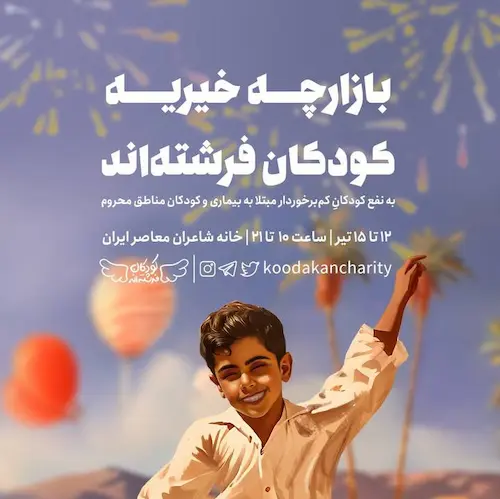 بازارچه خیریه
کودکان فرشته‌اند
به نفع کودکانِ کم‌برخوردار مبتلا به بیماری و کودکان مناطق محروم
۱۲ تا ۱۵ تیر | ساعت ۱۰ تا ۲۱ | خانه شاعران معاصر ایران
koodakancharity
کودکان فرشته‌اند